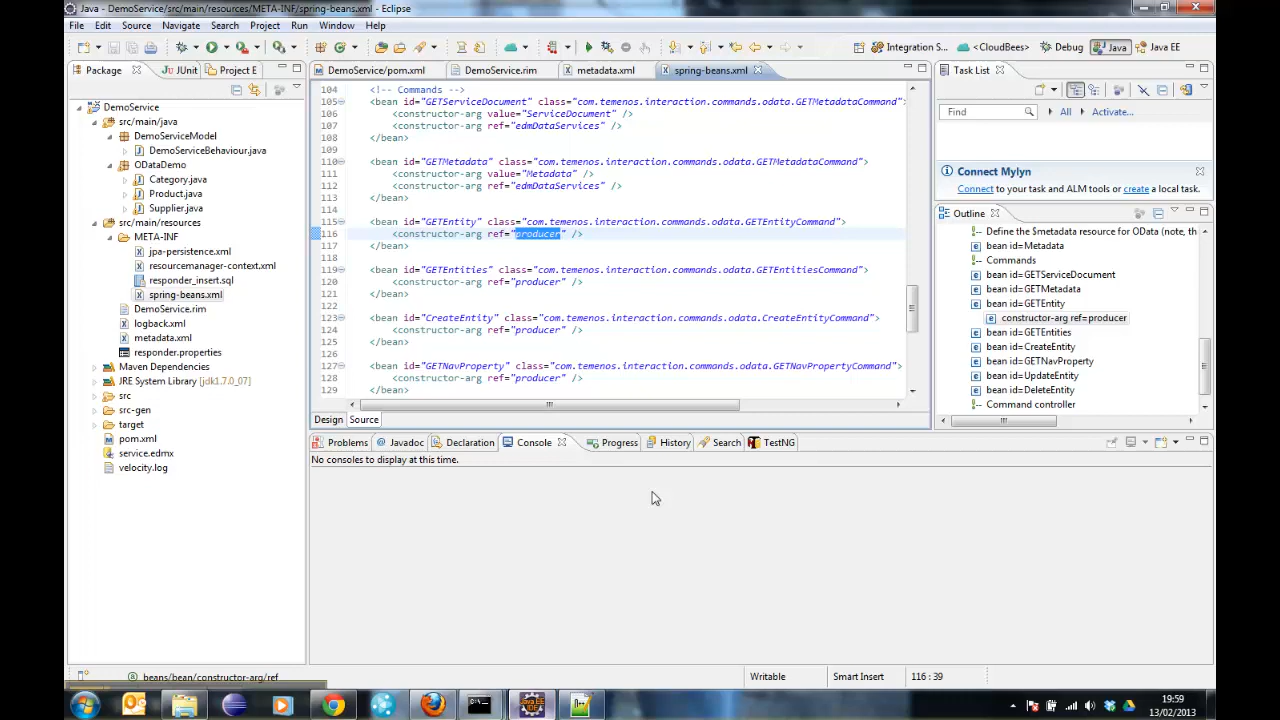 Java - DemoService/src/main/resources/META-INF/spring-beans.xml - Eclipse
File Edit Source Navigate Search Project Run Window Help
Integration S... <CloudBees> Debug Java Java EE
Package JUnit Project E
DemoService/pom.xml DemoService.rim metadata.xml spring-beans.xml
Task List
DemoService
src/main/java
DemoServiceModel
DemoServiceBehaviour.java
ODataDemo
Category.java
Product.java
Supplier.java
src/main/resources
META-INF
jpa-persistence.xml
resourcemanager-context.xml
responder_insert.sql
spring-beans.xml
DemoService.rim
logback.xml
metadata.xml
responder.properties
Maven Dependencies
JRE System Library [jdk1.7.0_07]
src
src-gen
target
pom.xml
service.edmx
velocity.log
104 <!-- Commands -->
105 <bean id="GETServiceDocument" class="com.temenos.interaction.commands.odata.GETMetadataCommand">
106 <constructor-arg value="ServiceDocument" />
107 <constructor-arg ref="edmDataServices" />
108 </bean>
109
110 <bean id="GETMetadata" class="com.temenos.interaction.commands.odata.GETMetadataCommand">
111 <constructor-arg value="Metadata" />
112 <constructor-arg ref="edmDataServices" />
113 </bean>
114
115 <bean id="GETEntity" class="com.temenos.interaction.commands.odata.GETEntityCommand">
116 <constructor-arg ref="producer" />
117 </bean>
118
119 <bean id="GETEntities" class="com.temenos.interaction.commands.odata.GETEntitiesCommand">
120 <constructor-arg ref="producer" />
121 </bean>
122
123 <bean id="CreateEntity" class="com.temenos.interaction.commands.odata.CreateEntityCommand">
124 <constructor-arg ref="producer" />
125 </bean>
126
127 <bean id="GETNavProperty" class="com.temenos.interaction.commands.odata.GETNavPropertyCommand">
128 <constructor-arg ref="producer" />
129 </bean>
Design Source
Find All Activate...
Connect Mylyn
Connect to your task and ALM tools or create a local task.
Outline
Define the $metadata resource for OData (note, th
bean id=Metadata
Commands
bean id=GETServiceDocument
bean id=GETMetadata
bean id=GETEntity
constructor-arg ref=producer
bean id=GETEntities
bean id=CreateEntity
bean id=GETNavProperty
bean id=UpdateEntity
bean id=DeleteEntity
Command controller
Problems Javadoc Declaration Console Progress History Search TestNG
No consoles to display at this time.
beans/bean/constructor-arg/ref Writable Smart Insert 116 : 39
19:59
13/02/2013